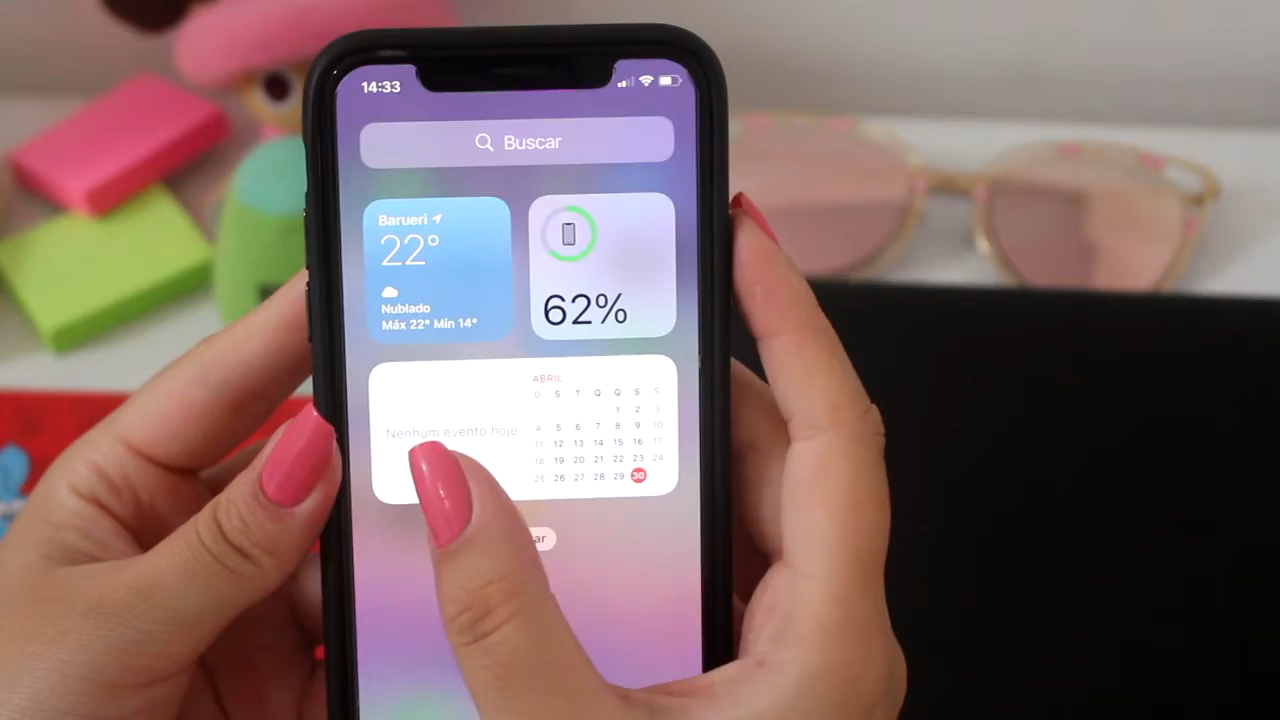 14:33
Buscar
Barueri
22°
Nublado
Máx 22° Mín 14°
62%
Nenhum evento hoje
ABRIL
D S T Q Q S S
1 2 3
4 5 6 7 8 9 10
11 12 13 14 15 16 17
18 19 20 21 22 23 24
25 26 27 28 29 30
ar